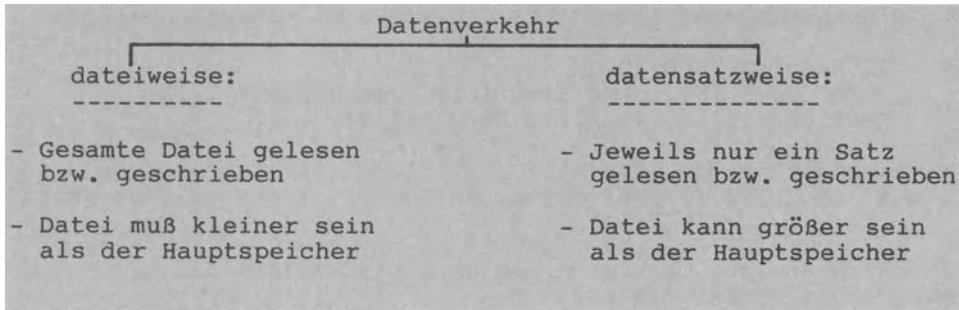 Datenverkehr
dateiweise:
----------
- Gesamte Datei gelesen
bzw. geschrieben
- Datei muß kleiner sein
als der Hauptspeicher
datensatzweise:
--------------
- Jeweils nur ein Satz
gelesen bzw. geschrieben
- Datei kann größer sein
als der Hauptspeicher